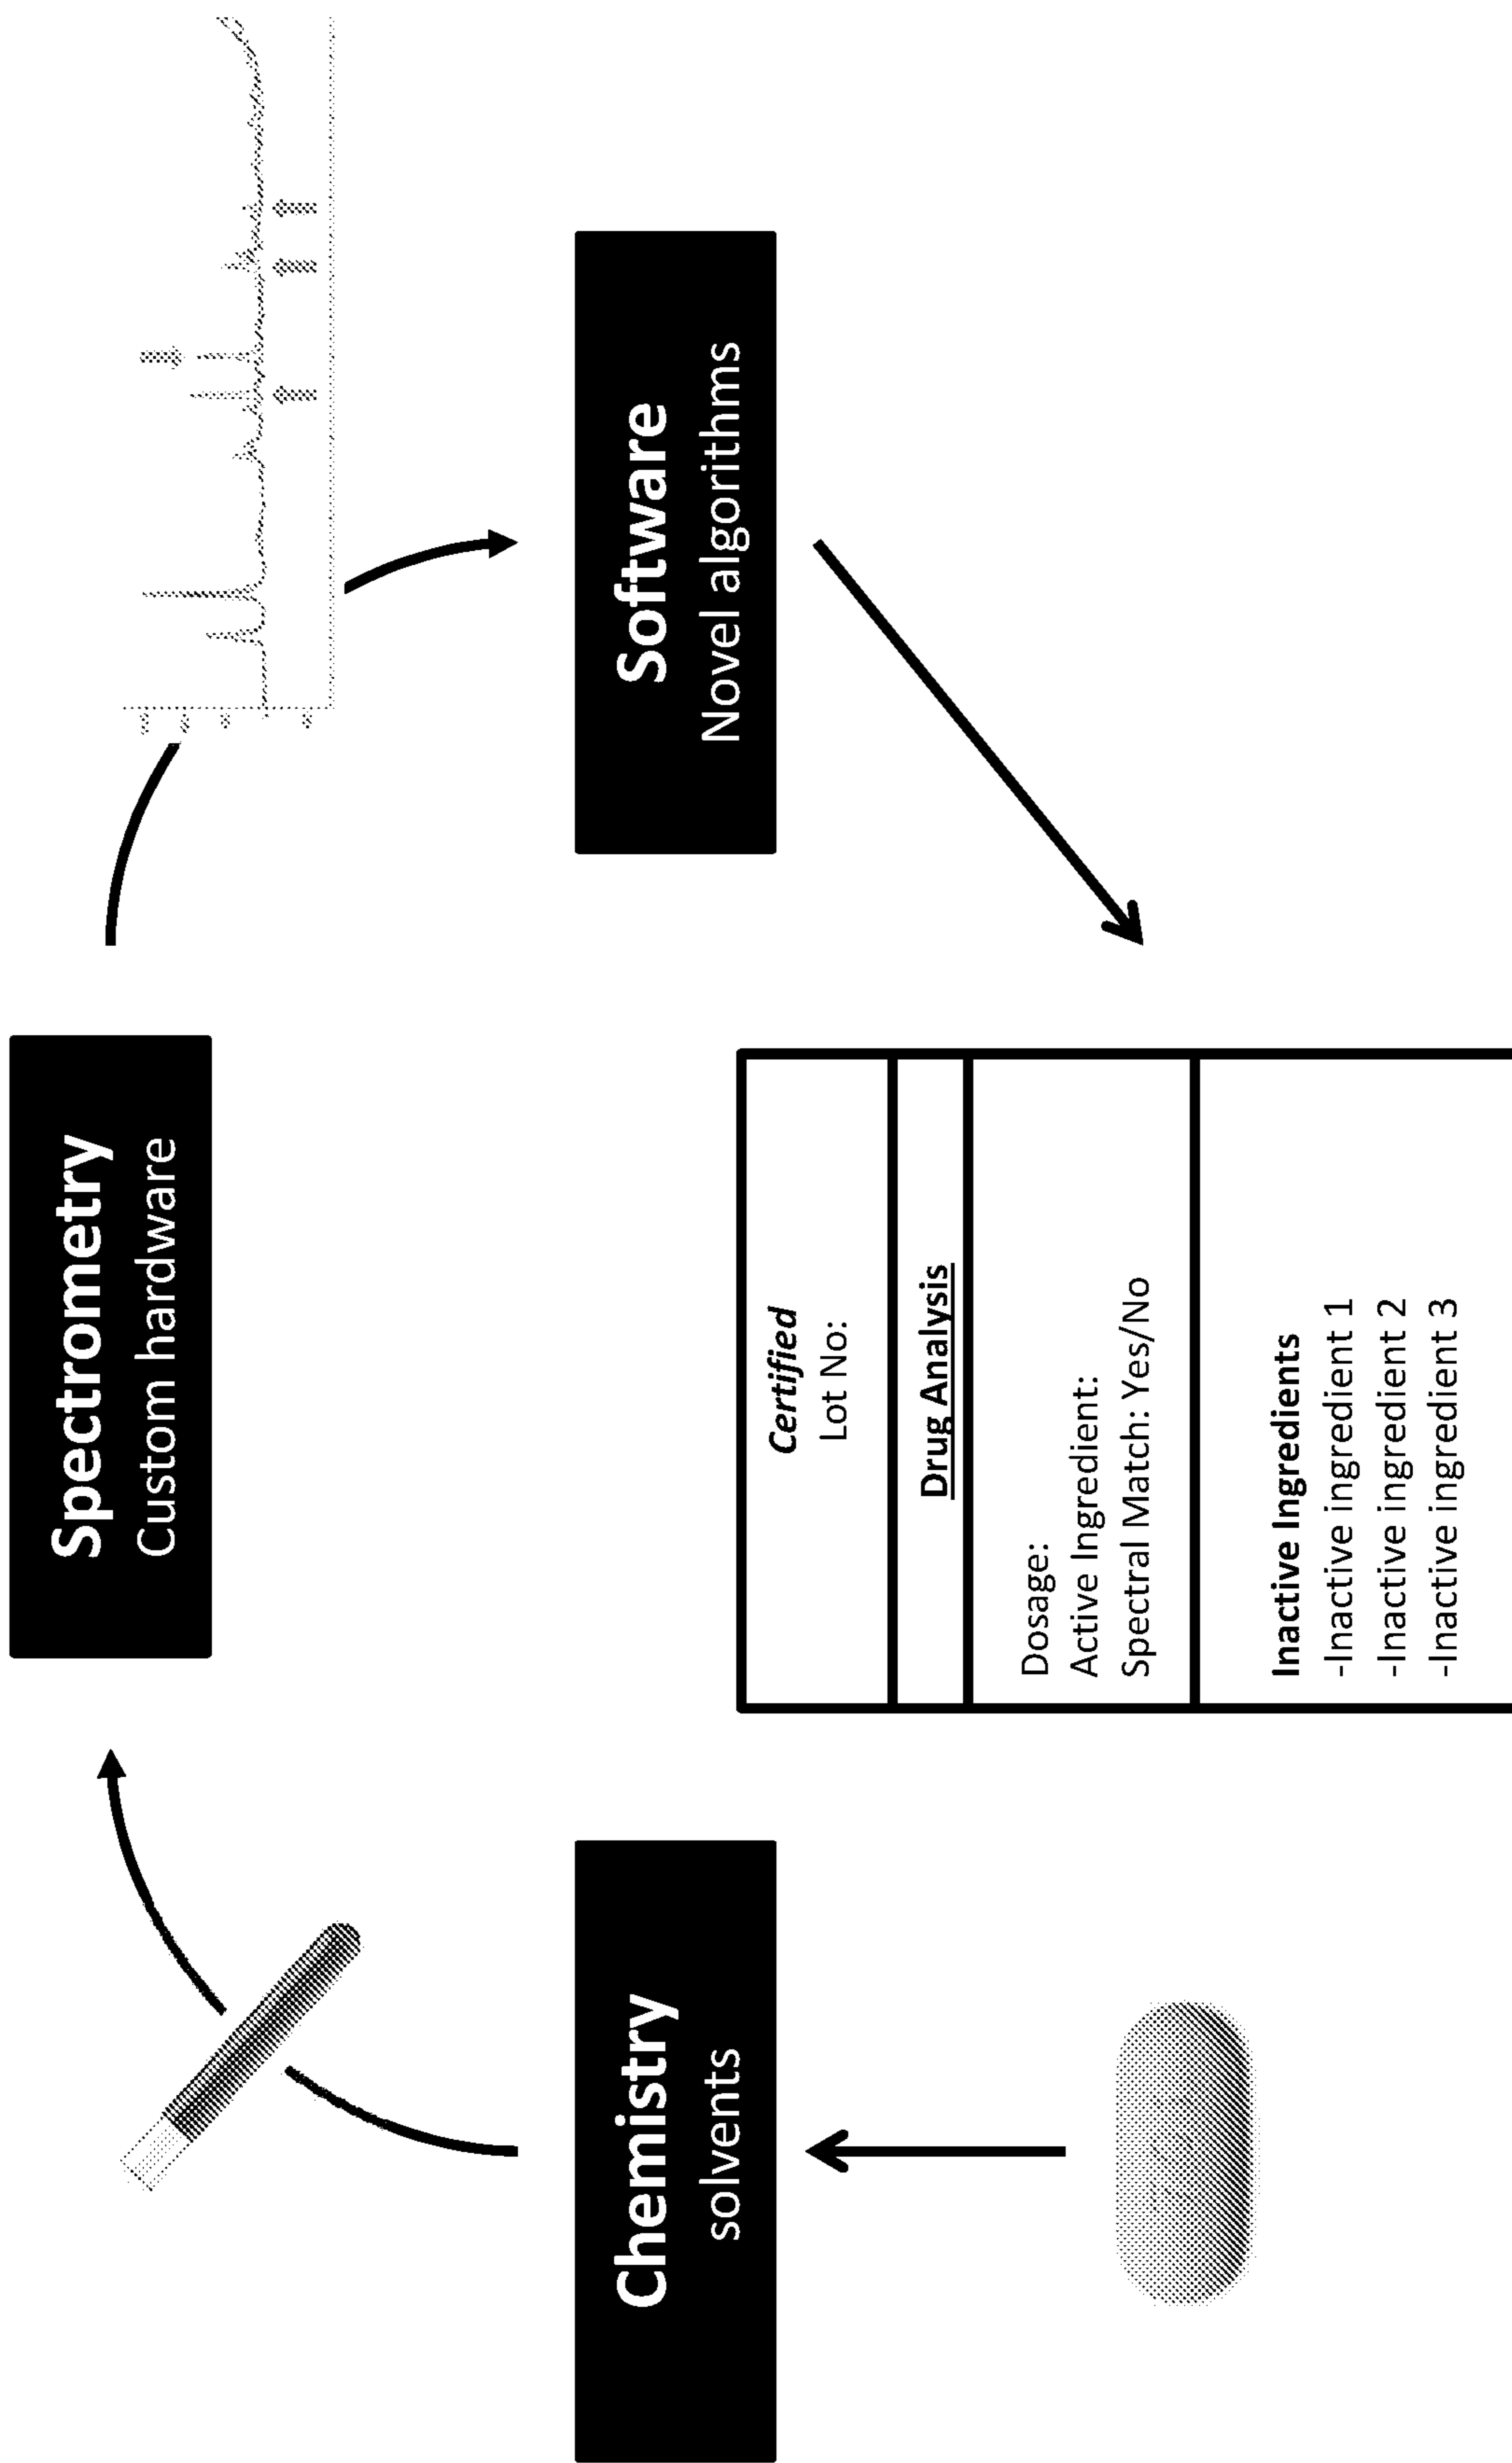 Spectrometry
Custom hardware
Chemistry
solvents
Software
Novel algorithms
Certified
Lot No:
Drug Analysis
Dosage:
Active Ingredient:
Spectral Match: Yes/No
Inactive Ingredients
-Inactive ingredient 1
-Inactive ingredient 2
-Inactive ingredient 3